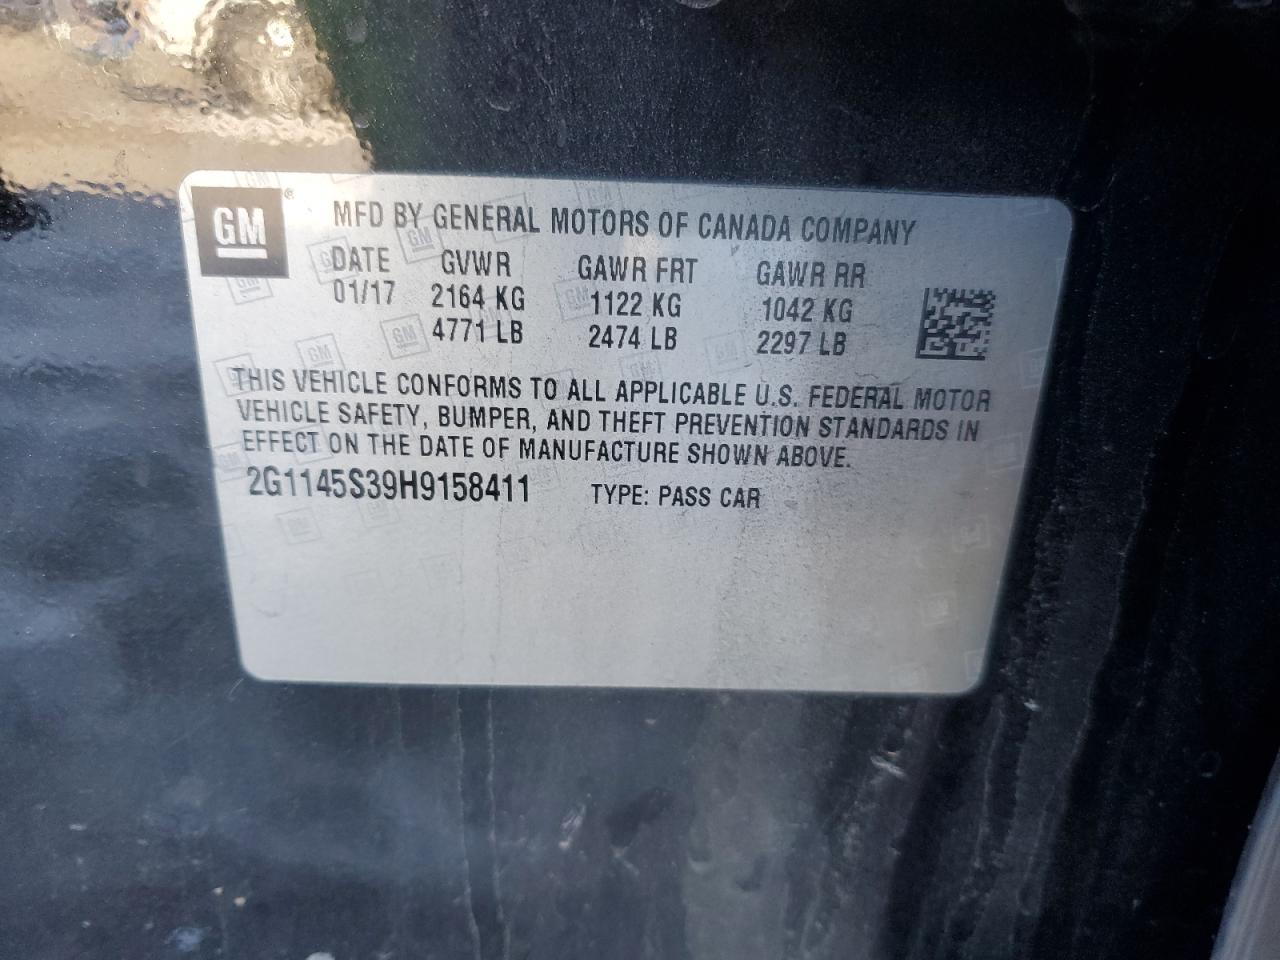 GM ® MFD BY GENERAL MOTORS OF CANADA COMPANY
DATE GVWR GAWR FRT GAWR RR
01/17 2164 KG 1122 KG 1042 KG
4771 LB 2474 LB 2297 LB
THIS VEHICLE CONFORMS TO ALL APPLICABLE U.S. FEDERAL MOTOR
VEHICLE SAFETY, BUMPER, AND THEFT PREVENTION STANDARDS IN
EFFECT ON THE DATE OF MANUFACTURE SHOWN ABOVE.
2G1145S39H9158411 TYPE: PASS CAR